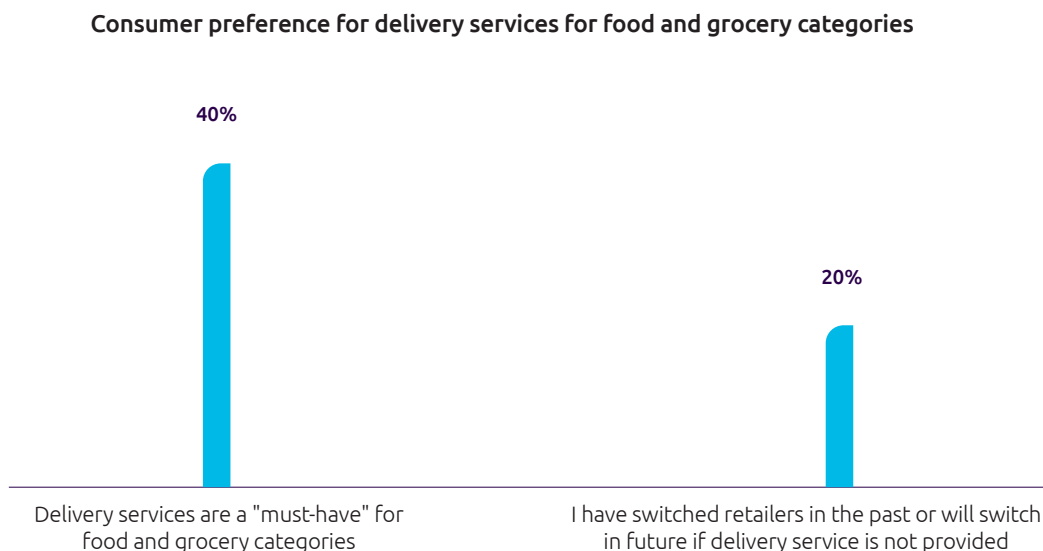 Consumer preference for delivery services for food and grocery categories
40%
20%
Delivery services are a "must-have" for
food and grocery categories
I have switched retailers in the past or will switch
in future if delivery service is not provided